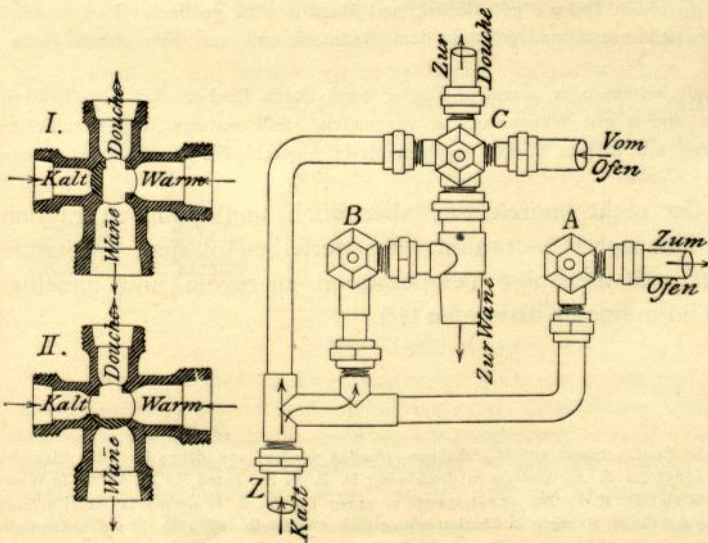 I.
Douche
Kalt
Warm
Wañe
II.
Douche
Kalt
Warm
Wañe
Zur
Douche
C
Vom
Ofen
B
A
Zum
Ofen
Zur Wañe
Z
Kalt